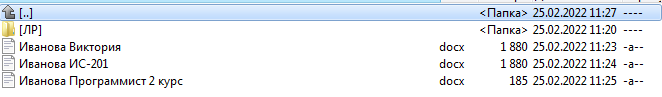 [..] <Папка> 25.02.2022 11:27 ----
[ЛР] <Папка> 25.02.2022 11:20 ----
Иванова Виктория docx 1 880 25.02.2022 11:23 -a--
Иванова ИС-201 docx 1 880 25.02.2022 11:24 -a--
Иванова Программист 2 курс docx 185 25.02.2022 11:25 -a--